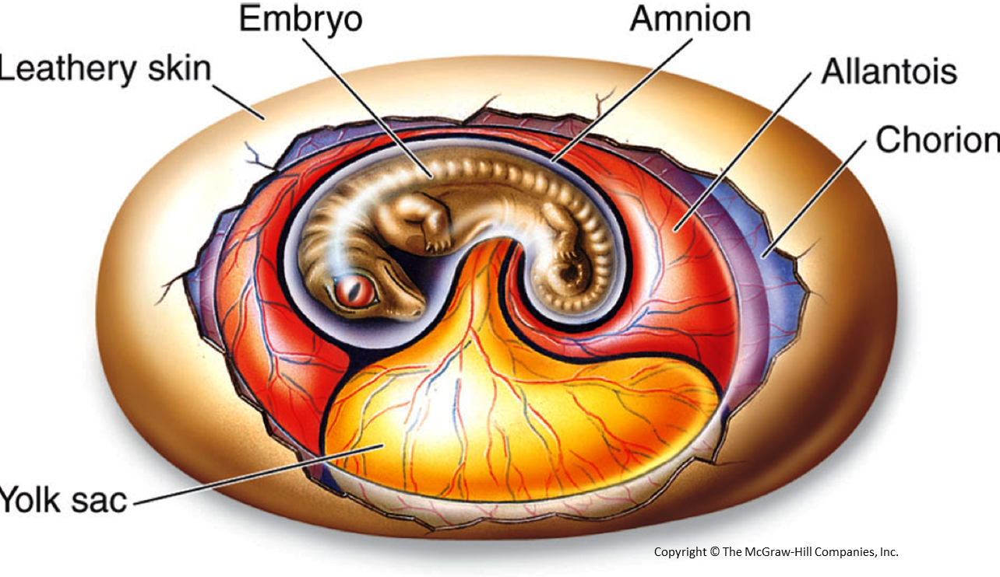 Embryo
Amnion
Leathery skin
Allantois
Chorion
Yolk sac
Copyright © The McGraw-Hill Companies, Inc.